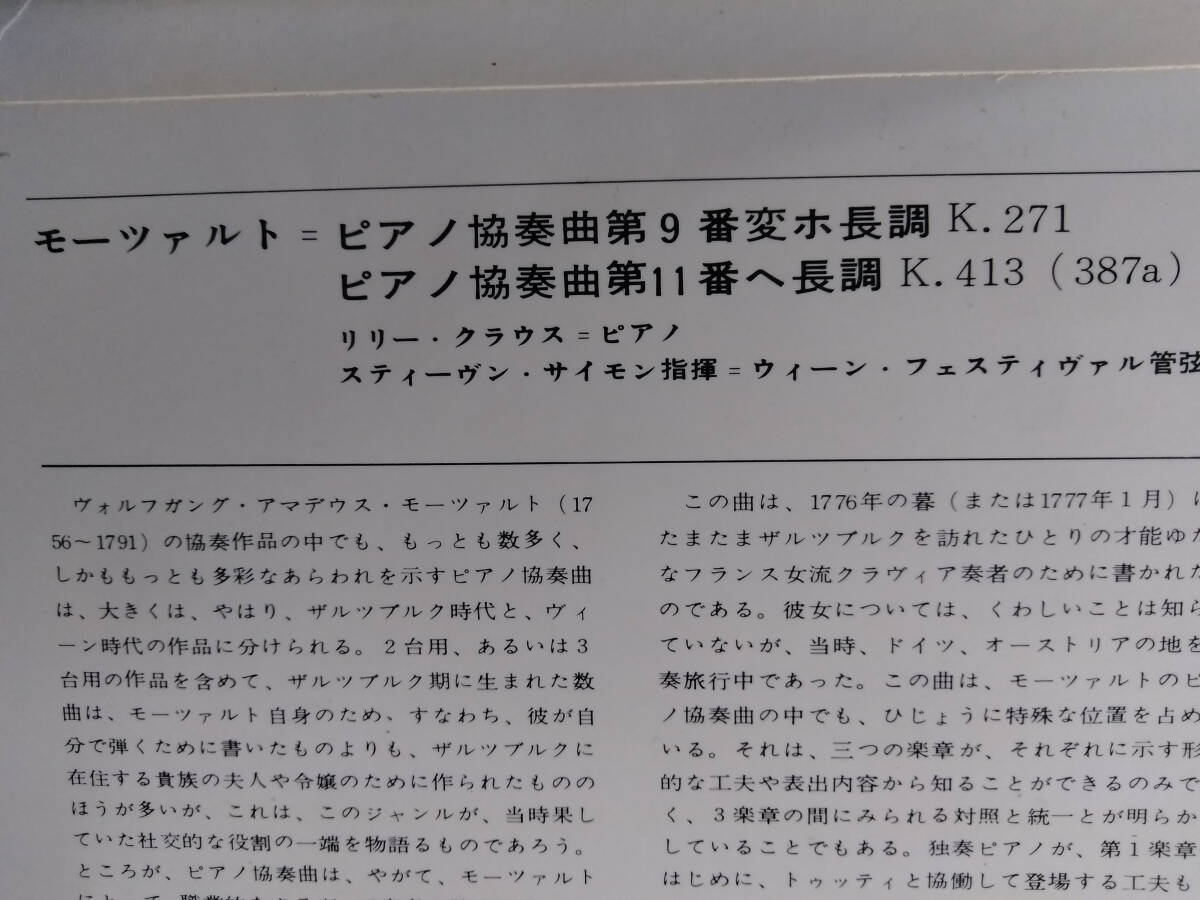 モーツァルト＝ピアノ協奏曲第9番変ホ長調 K.271
ピアノ協奏曲第11番ヘ長調 K.413（387a）
リリー・クラウス＝ピアノ
スティーヴン・サイモン指揮＝ウィーン・フェスティヴァル管弦
ヴォルフガング・アマデウス・モーツァルト（17
56〜1791）の協奏作品の中でも、もっとも数多く、
しかももっとも多彩なあらわれを示すピアノ協奏曲
は、大きくは、やはり、ザルツブルク時代と、ヴィ
ーン時代の作品に分けられる。2台用、あるいは3
台用の作品を含めて、ザルツブルク期に生まれた数
曲は、モーツァルト自身のため、すなわち、彼が自
分で弾くために書いたものよりも、ザルツブルクに
在住する貴族の夫人や令嬢のために作られたものの
ほうが多いが、これは、このジャンルが、当時果し
ていた社交的な役割の一端を物語るものであろう。
ところが、ピアノ協奏曲は、やがて、モーツァルト
この曲は、1776年の暮（または1777年1月）に
たまたまザルツブルクを訪れたひとりの才能ゆた
なフランス女流クラヴィア奏者のために書かれた
のである。彼女については、くわしいことは知ら
ていないが、当時、ドイツ、オーストリアの地を
奏旅行中であった。この曲は、モーツァルトのピ
ノ協奏曲の中でも、ひじょうに特殊な位置を占め
いる。それは、三つの楽章が、それぞれに示す形
的な工夫や表出内容から知ることができるのみで
く、3楽章の間にみられる対照と統一とが明らか
していることでもある。独奏ピアノが、第1楽章
はじめに、トゥッティと協働して登場する工夫も